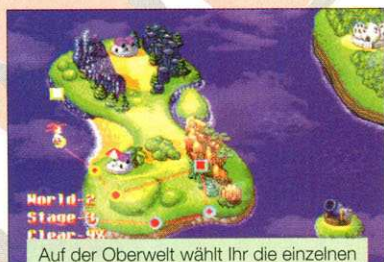 World-2
Stage-
Clear-
Auf der Oberwelt wählt Ihr die einzelnen